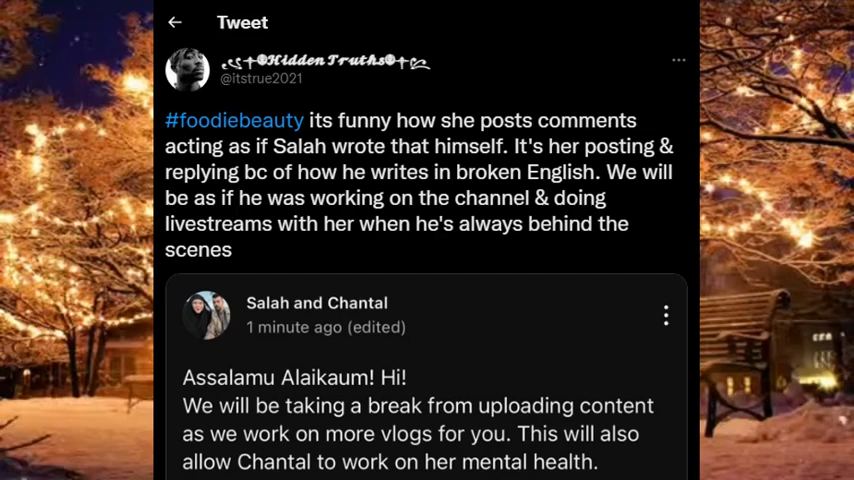 Tweet
Hidden Truths
@itstrue2021
#foodiebeauty its funny how she posts comments
acting as if Salah wrote that himself. It's her posting &
replying bc of how he writes in broken English. We will
be as if he was working on the channel & doing
livestreams with her when he's always behind the
scenes
Salah and Chantal
1 minute ago (edited)
Assalamu Alaikaum! Hi!
We will be taking a break from uploading content
as we work on more vlogs for you. This will also
allow Chantal to work on her mental health.